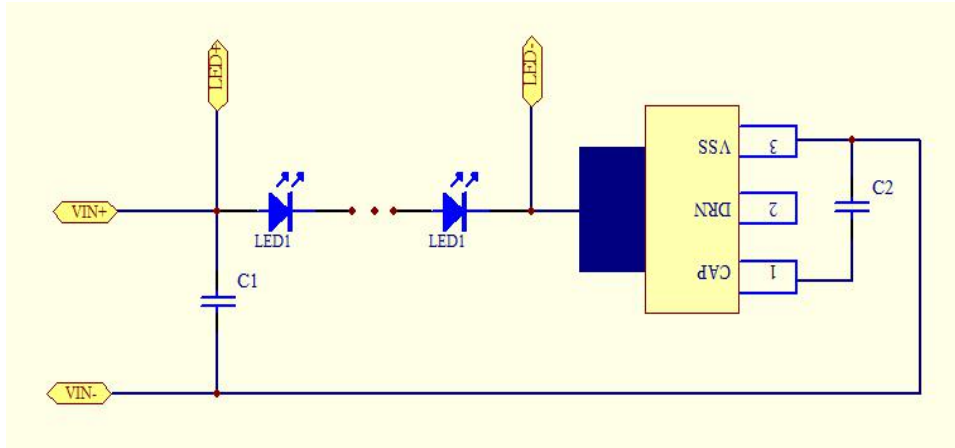 LED+
LED-
VIN+
LED1
LED1
C1
VIN-
VSS 3
DRN 2
CAP 1
C2